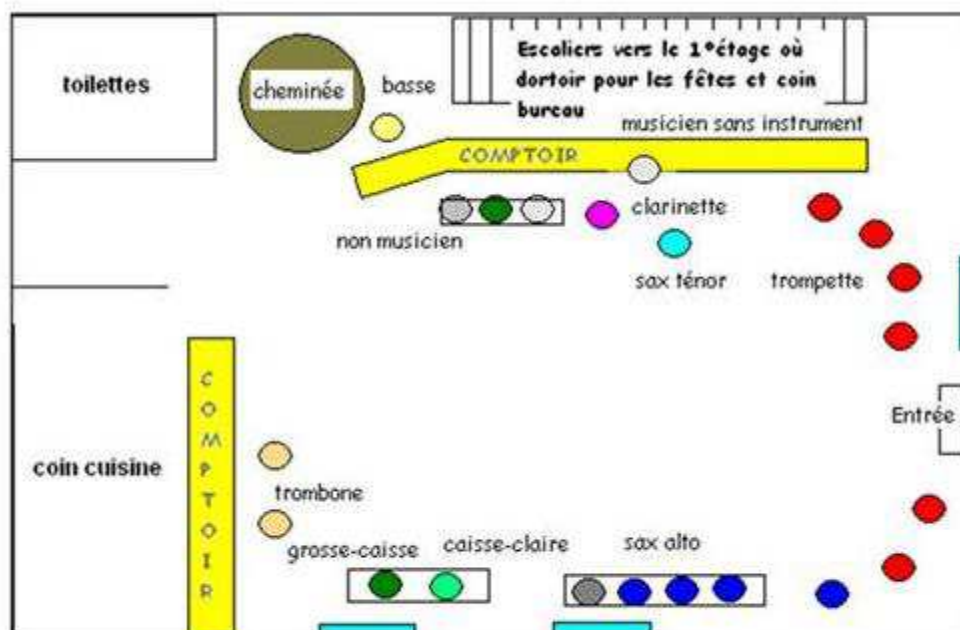 toilettes
cheminée
basse
Escaliers vers le 1°étage où
dortoir pour les fêtes et coin
bureau
musicien sans instrument
COMPTOIR
clarinette
non musicien
sax ténor
trompette
COMPTOIR
Entrée
coin cuisine
trombone
grosse-caisse
caisse-claire
sax alto